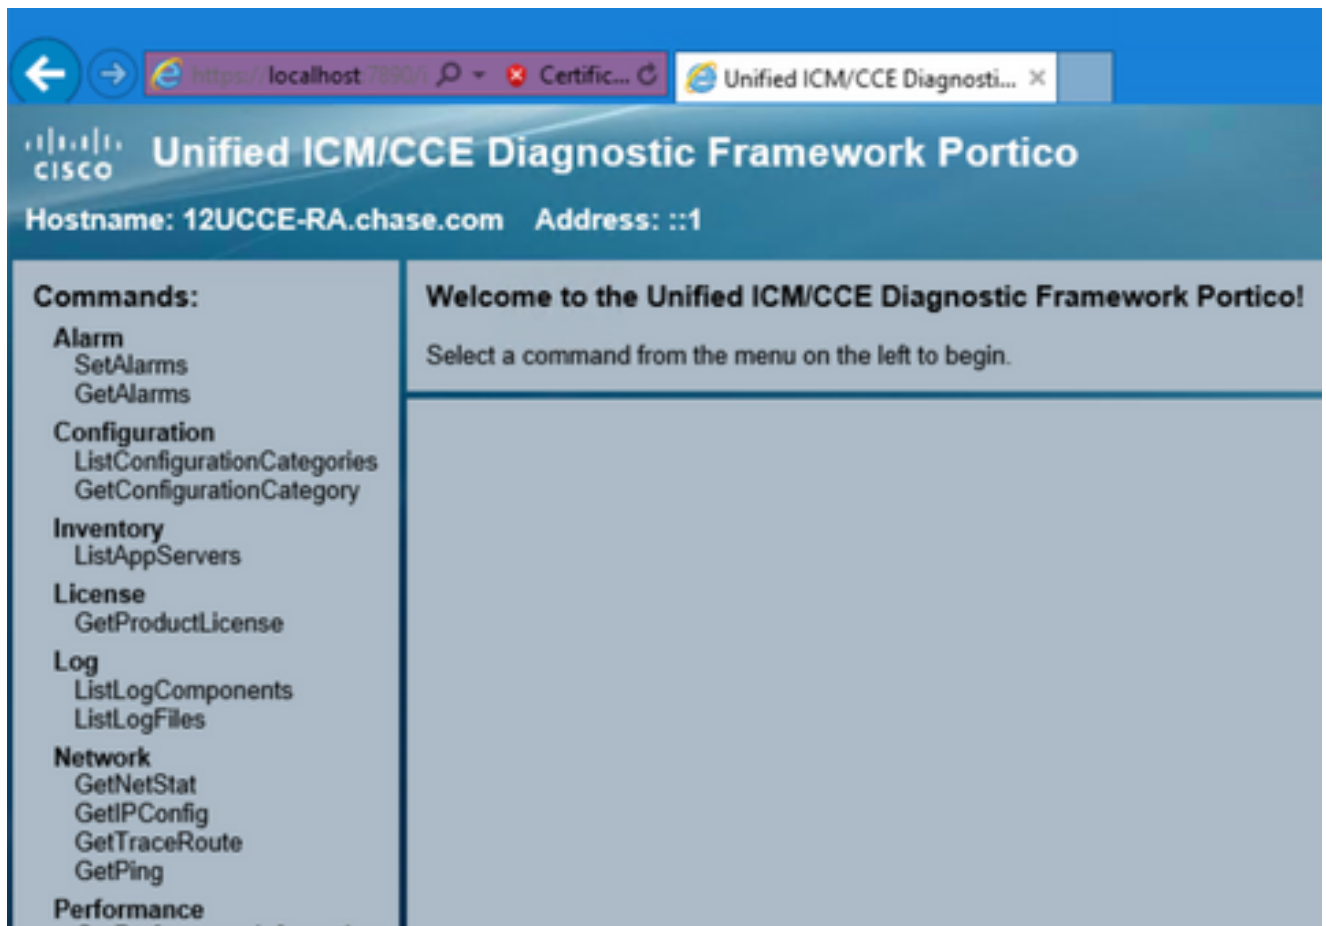 https://localhost:7890/i
Certific...
Unified ICM/CCE Diagnosti...
CISCO
Unified ICM/CCE Diagnostic Framework Portico
Hostname: 12UCCE-RA.chase.com Address: ::1
Commands:
Alarm
SetAlarms
GetAlarms
Configuration
ListConfigurationCategories
GetConfigurationCategory
Inventory
ListAppServers
License
GetProductLicense
Log
ListLogComponents
ListLogFiles
Network
GetNetStat
GetIPConfig
GetTraceRoute
GetPing
Performance
Welcome to the Unified ICM/CCE Diagnostic Framework Portico!
Select a command from the menu on the left to begin.